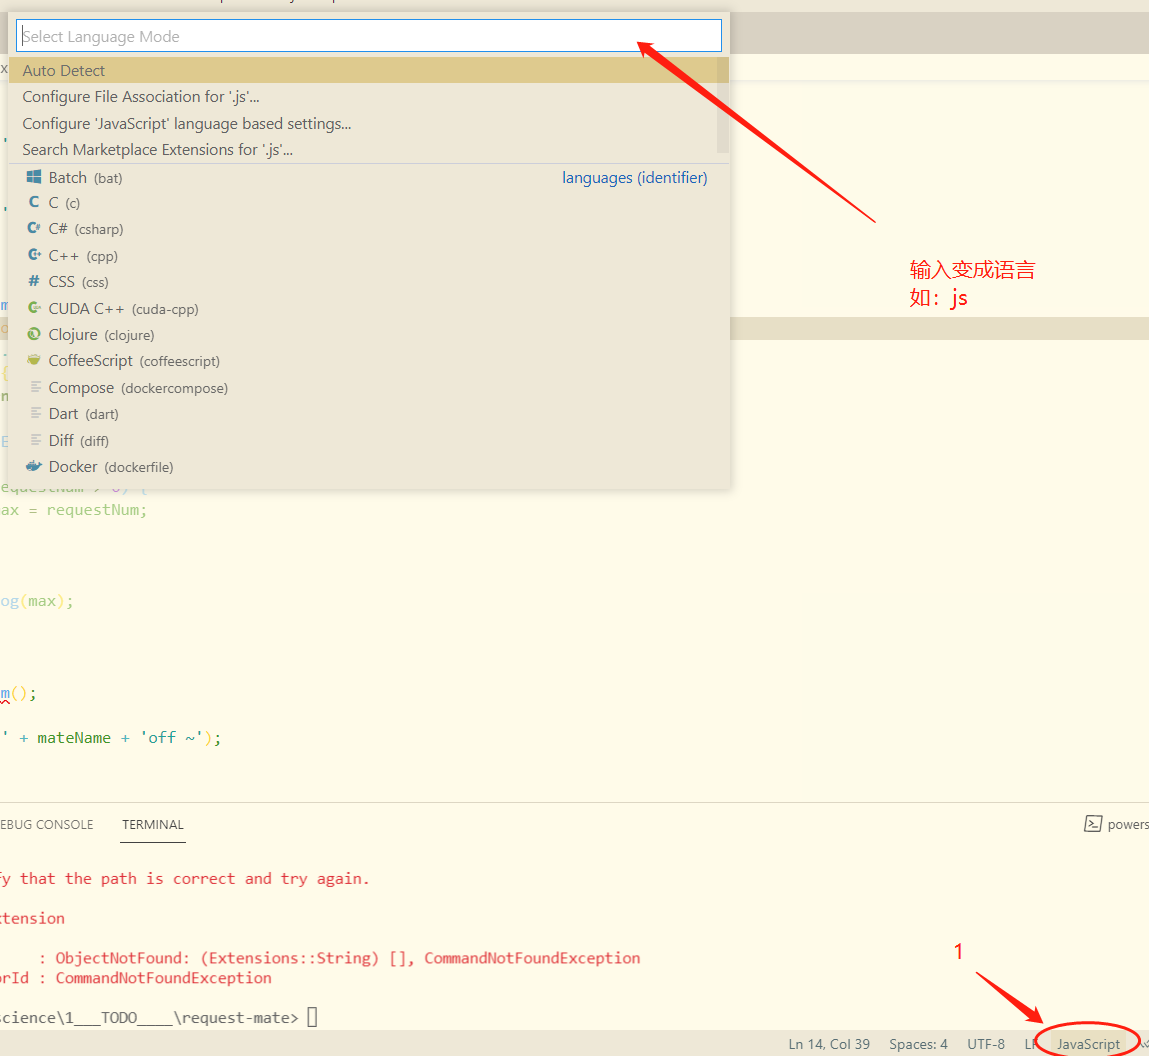 Select Language Mode
Auto Detect
Configure File Association for '.js'...
Configure 'JavaScript' language based settings...
Search Marketplace Extensions for '.js'...
Batch (bat) languages (identifier)
C (c)
C# (csharp)
C++ (cpp)
CSS (css)
CUDA C++ (cuda-cpp)
Clojure (clojure)
CoffeeScript (coffeescript)
Compose (dockercompose)
Dart (dart)
Diff (diff)
Docker (dockerfile)
输入变成语言
如：js
ax = requestNum;
og(max);
m();
' + mateName + 'off ~');
EBUG CONSOLE TERMINAL
powers
fy that the path is correct and try again.
xtension
: ObjectNotFound: (Extensions::String) [], CommandNotFoundException
orId : CommandNotFoundException
science\1___TODO____\request-mate>
1
Ln 14, Col 39 Spaces: 4 UTF-8 LF JavaScript